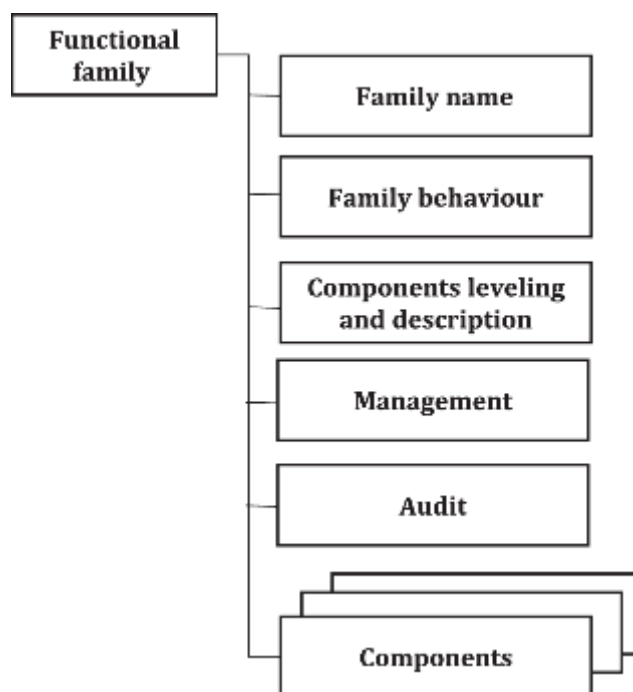 Functional
family
Family name
Family behaviour
Components leveling
and description
Management
Audit
Components